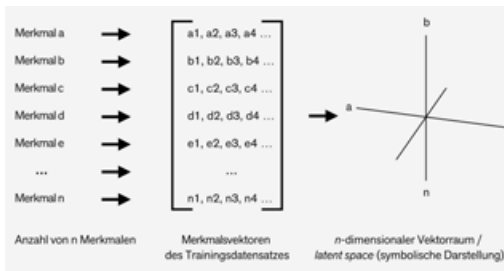 Merkmal a
a1, a2, a3, a4 ...
Merkmal b
b1, b2, b3, b4 ...
Merkmal c
c1, c2, c3, c4 ...
Merkmal d
d1, d2, d3, d4 ...
Merkmal e
e1, e2, e3, e4 ...
...
...
Merkmal n
n1, n2, n3, n4 ...
b
a
n
Anzahl von n Merkmalen
Merkmalsvektoren
des Trainingsdatensatzes
n-dimensionaler Vektorraum /
latent space (symbolische Darstellung)